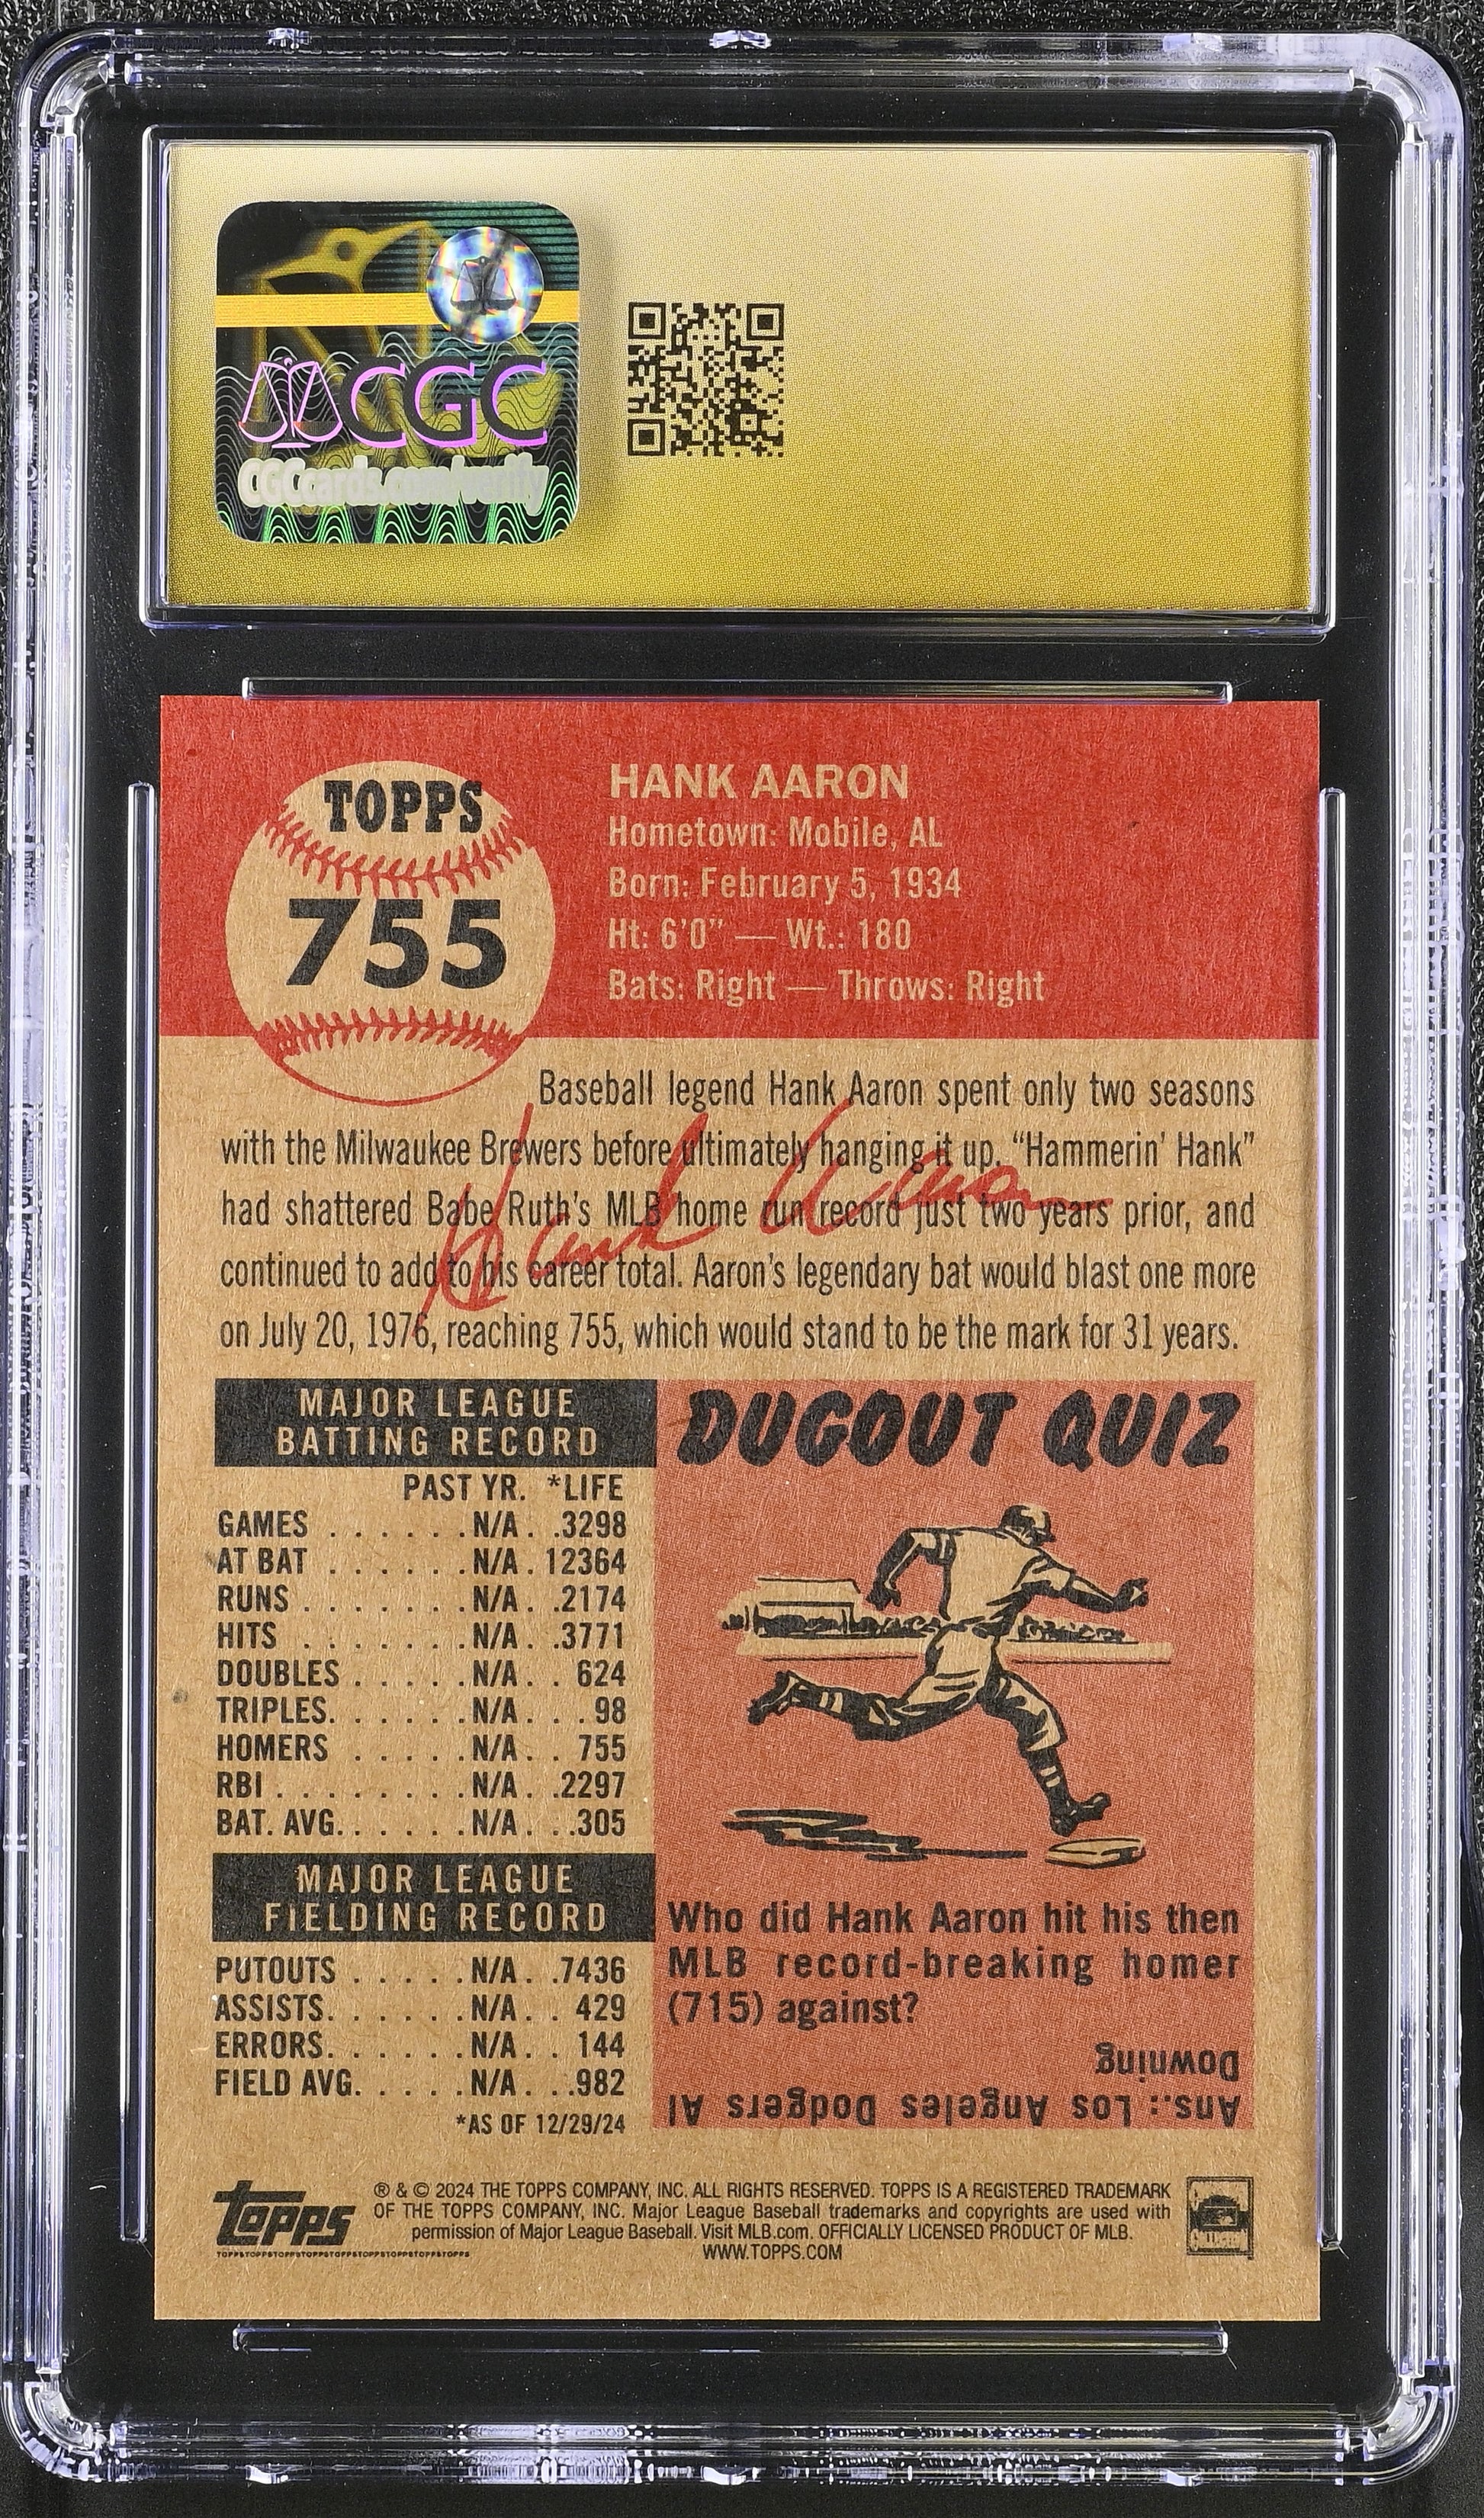 CGC
CGCcards.com/verify
TOPPS
755
HANK AARON
Hometown: Mobile, AL
Born: February 5, 1934
Ht: 6'0” — Wt.: 180
Bats: Right — Throws: Right
Baseball legend Hank Aaron spent only two seasons
with the Milwaukee Brewers before ultimately hanging it up. “Hammerin’ Hank”
had shattered Babe Ruth’s MLB home run record just two years prior, and
continued to add to his career total. Aaron’s legendary bat would blast one more
on July 20, 1976, reaching 755, which would stand to be the mark for 31 years.
Hank Aaron
MAJOR LEAGUE
BATTING RECORD
PAST YR. *LIFE
GAMES . . . . . . N/A . . 3298
AT BAT . . . . . . N/A . 12364
RUNS . . . . . . . N/A . . 2174
HITS . . . . . . . N/A . . 3771
DOUBLES . . . . . N/A . . 624
TRIPLES. . . . . . N/A . . . 98
HOMERS . . . . . N/A . . 755
RBI . . . . . . . . N/A . . 2297
BAT. AVG. . . . . . N/A . . .305
MAJOR LEAGUE
FIELDING RECORD
PUTOUTS . . . . . N/A . . 7436
ASSISTS. . . . . . N/A . . 429
ERRORS. . . . . . N/A . . 144
FIELD AVG. . . . . N/A . . .982
*AS OF 12/29/24
DUGOUT QUIZ
Who did Hank Aaron hit his then
MLB record-breaking homer
(715) against?
Ans.: Los Angeles Dodgers Al
Downing
topps
TOPPSTOPPSTOPPSTOPPSTOPPSTOPPSTOPPSTOPPSTOPPS
® & © 2024 THE TOPPS COMPANY, INC. ALL RIGHTS RESERVED. TOPPS IS A REGISTERED TRADEMARK
OF THE TOPPS COMPANY, INC. Major League Baseball trademarks and copyrights are used with
permission of Major League Baseball. Visit MLB.com. OFFICIALLY LICENSED PRODUCT OF MLB.
WWW.TOPPS.COM